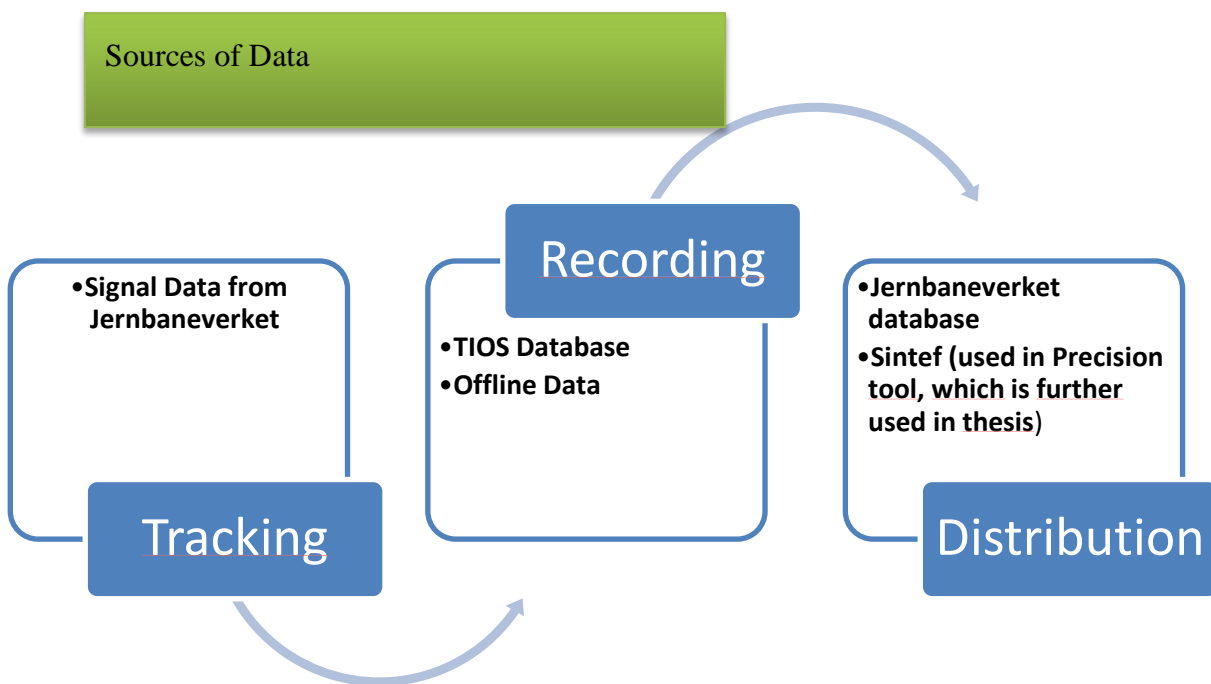 Sources of Data
•Signal Data from
Jernbaneverket
Tracking
Recording
•TIOS Database
•Offline Data
•Jernbaneverket
database
•Sintef (used in Precision
tool, which is further
used in thesis)
Distribution